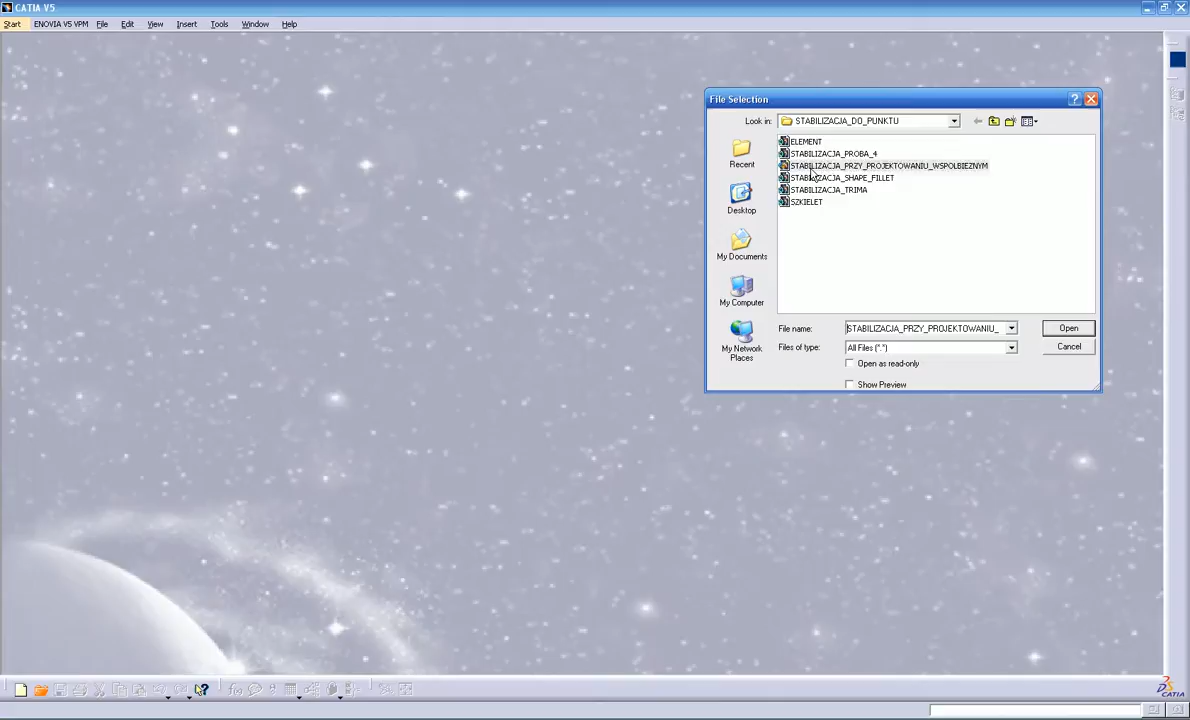 CATIA V5
Start ENOVIA V5 VPM File Edit View Insert Tools Window Help
File Selection
Look in: STABILIZACJA_DO_PUNKTU
ELEMENT
STABILIZACJA_PROBA_4
STABILIZACJA_PRZY_PROJEKTOWANIU_WSPOLBIEZNYM
STABILIZACJA_SHAPE_FILLET
STABILIZACJA_TRIMA
SZKIELET
Recent
Desktop
My Documents
My Computer
My Network
Places
File name: STABILIZACJA_PRZY_PROJEKTOWANIU_ Open
Files of type: All Files (*.*) Cancel
Open as read-only
Show Preview
CATIA